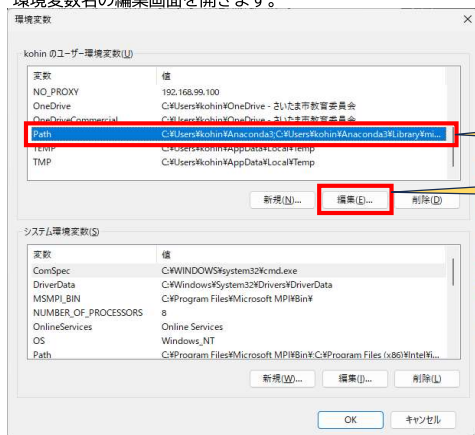 環境変数名の編集画面を開きます。
環境変数
kohin のユーザー環境変数(U)
変数 値
NO_PROXY 192.168.99.100
OneDrive C:¥Users¥kohin¥OneDrive - さいたま市教育委員会
OneDriveCommercial C:¥Users¥kohin¥OneDrive - さいたま市教育委員会
Path C:¥Users¥kohin¥Anaconda3;C:¥Users¥kohin¥Anaconda3¥Library¥mi...
TEMP C:¥Users¥kohin¥AppData¥Local¥Temp
TMP C:¥Users¥kohin¥AppData¥Local¥Temp
新規(N)... 編集(E)... 削除(D)
システム環境変数(S)
変数 値
ComSpec C:¥WINDOWS¥system32¥cmd.exe
DriverData C:¥Windows¥System32¥Drivers¥DriverData
MSMPI_BIN C:¥Program Files¥Microsoft MPI¥Bin¥
NUMBER_OF_PROCESSORS 8
OnlineServices Online Services
OS Windows_NT
Path C:¥Program Files¥Microsoft MPI¥Bin¥;C:¥Program Files (x86)¥Intel¥i...
新規(W)... 編集(I)... 削除(L)
OK キャンセル